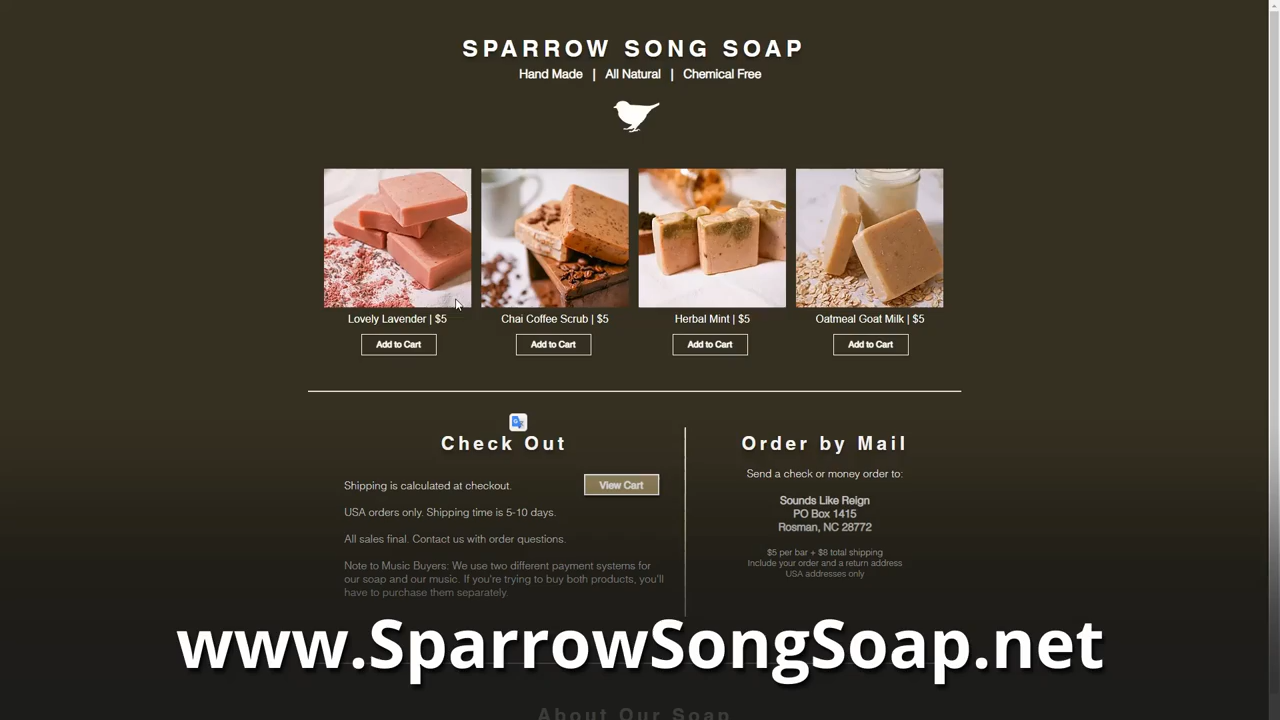 SPARROW SONG SOAP
Hand Made | All Natural | Chemical Free
Lovely Lavender | $5
Chai Coffee Scrub | $5
Herbal Mint | $5
Oatmeal Goat Milk | $5
Add to Cart
Add to Cart
Add to Cart
Add to Cart
Check Out
Shipping is calculated at checkout.
View Cart
USA orders only. Shipping time is 5-10 days.
All sales final. Contact us with order questions.
Note to Music Buyers: We use two different payment systems for
our soap and our music. If you're trying to buy both products, you'll
have to purchase them separately.
Order by Mail
Send a check or money order to:
Sounds Like Reign
PO Box 1415
Rosman, NC 28772
$5 per bar + $8 total shipping
Include your order and a return address
USA addresses only
www.SparrowSongSoap.net
About Our Soap